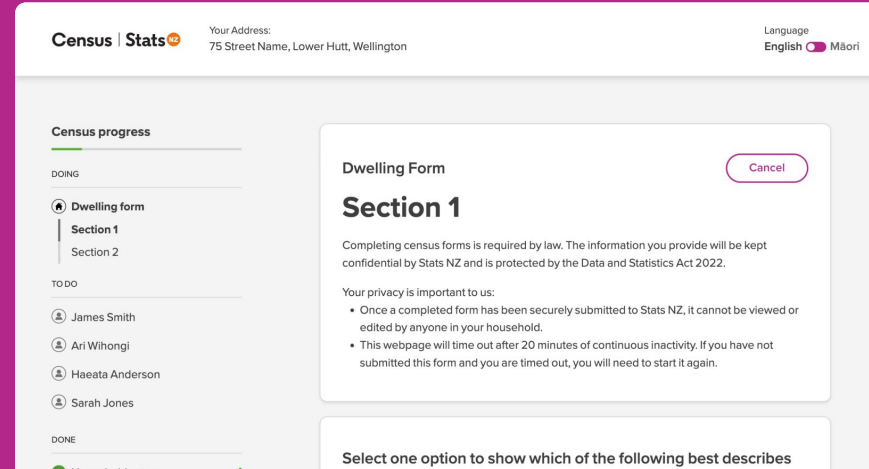 Census | Stats NZ
Your Address:
75 Street Name, Lower Hutt, Wellington
Language
English Māori
Census progress
DOING
Dwelling form
Section 1
Section 2
TO DO
James Smith
Ari Wihongi
Haeata Anderson
Sarah Jones
DONE
Dwelling Form
Cancel
Section 1
Completing census forms is required by law. The information you provide will be kept
confidential by Stats NZ and is protected by the Data and Statistics Act 2022.
Your privacy is important to us:
• Once a completed form has been securely submitted to Stats NZ, it cannot be viewed or
edited by anyone in your household.
• This webpage will time out after 20 minutes of continuous inactivity. If you have not
submitted this form and you are timed out, you will need to start it again.
Select one option to show which of the following best describes